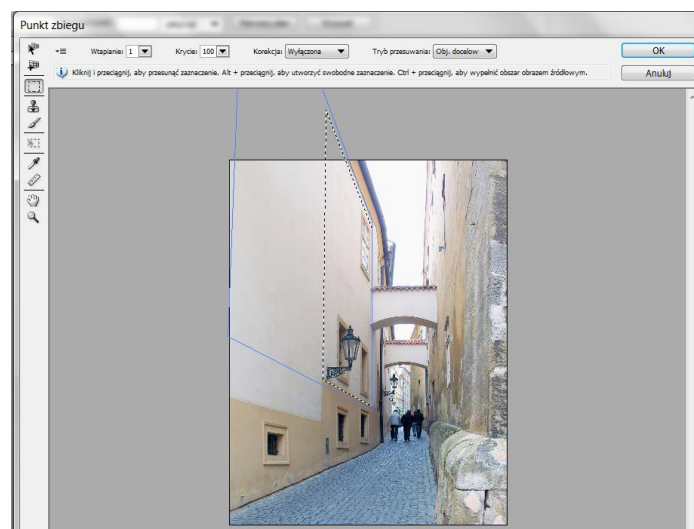 Punkt zbiegu
Wtapianie: 1 Krycie: 100 Korekcja: Wyłączona Tryb przesuwania: Obj. docelow OK
Kliknij i przeciągnij, aby przesunąć zaznaczenie. Alt + przeciągnij, aby utworzyć swobodne zaznaczenie. Ctrl + przeciągnij, aby wypełnić obszar obrazem źródłowym. Anuluj